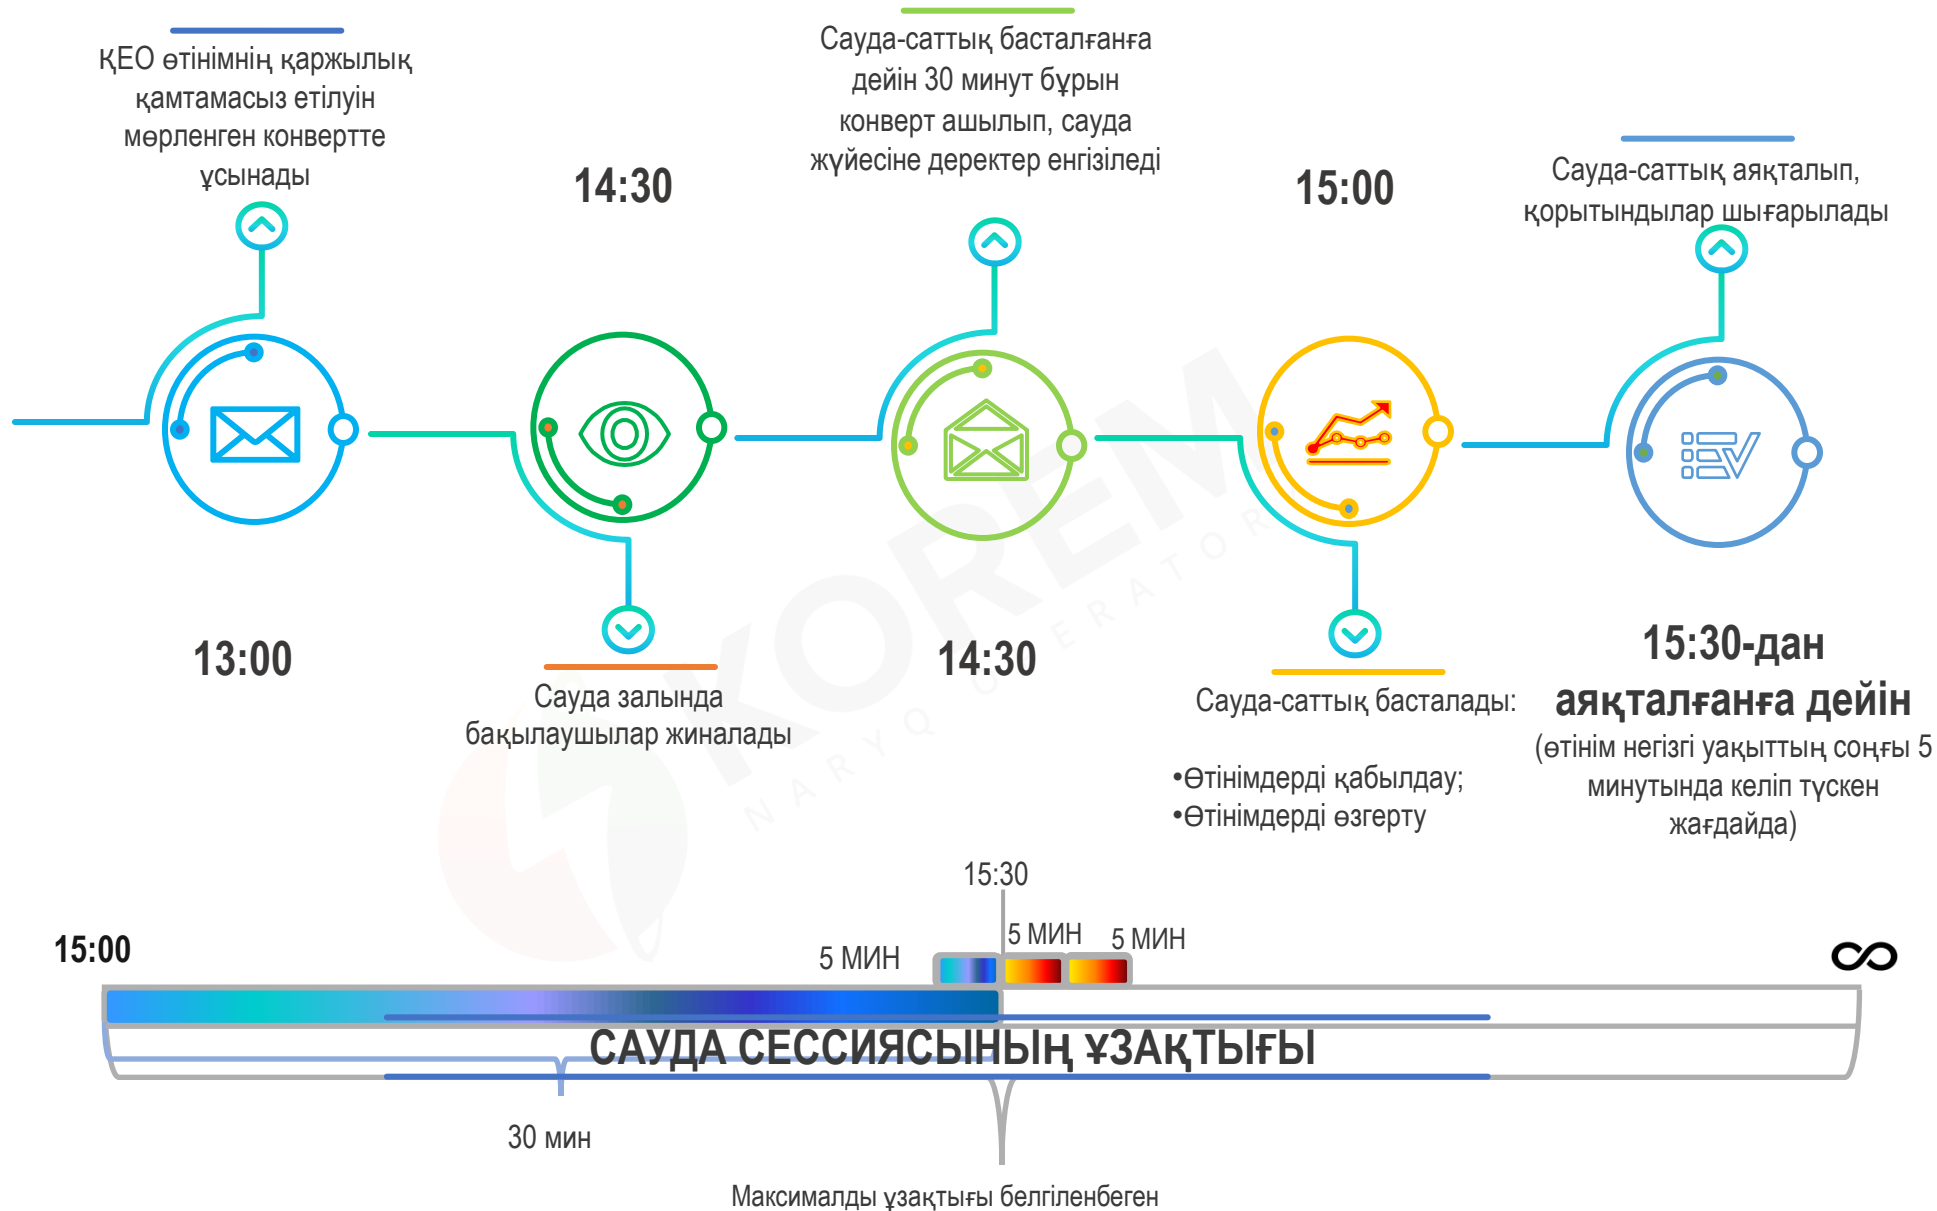 ҚЕО өтінімнің қаржылық
қамтамасыз етілуін
мөрленген конвертте
ұсынады
13:00
14:30
Сауда залында
бақылаушылар жиналады
Сауда-саттық басталғанға
дейін 30 минут бұрын
конверт ашылып, сауда
жүйесіне деректер енгізіледі
14:30
15:00
Сауда-саттық басталады:
•Өтінімдерді қабылдау;
•Өтінімдерді өзгерту
Сауда-саттық аяқталып,
қорытындылар шығарылады
15:30-дан
аяқталғанға дейін
(өтінім негізгі уақыттың соңғы 5
минутында келіп түскен
жағдайда)
KOREM
NARYQ OPERATOR
15:30
15:00
5 МИН
5 МИН
5 МИН
∞
САУДА СЕССИЯСЫНЫҢ ҰЗАҚТЫҒЫ
30 мин
Максималды ұзақтығы белгіленбеген